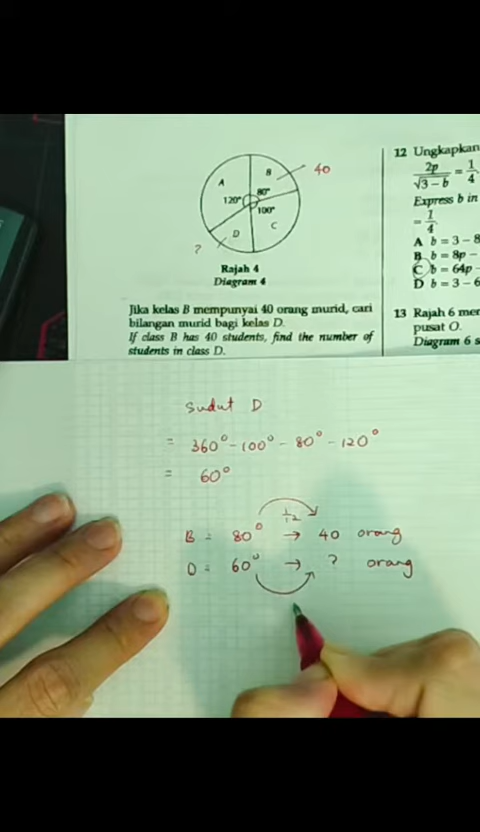 A
B
40
120°
80°
100°
D
C
?
Rajah 4
Diagram 4
Jika kelas B mempunyai 40 orang murid, cari
bilangan murid bagi kelas D.
If class B has 40 students, find the number of
students in class D.
12 Ungkapkan
2p/√3 - b = 1/4
Express b in
= 1/4
A b = 3 - 8
B b = 8p -
C b = 64p -
D b = 3 - 6
13 Rajah 6 mer
pusat O.
Diagram 6 s
Sudut D
= 360° - 100° - 80° - 120°
= 60°
÷2
B = 80° → 40 orang
D = 60° → ? orang